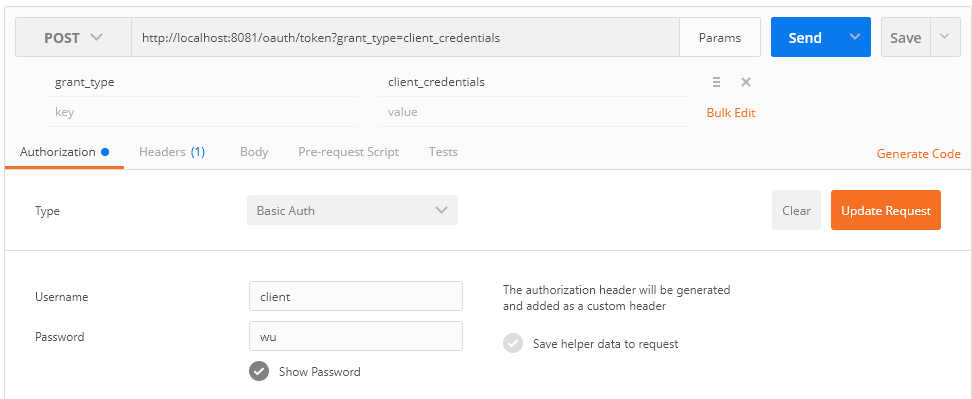 POST http://localhost:8081/oauth/token?grant_type=client_credentials Params Send Save
grant_type client_credentials
key value Bulk Edit
Authorization Headers (1) Body Pre-request Script Tests Generate Code
Type Basic Auth Clear Update Request
Username client
The authorization header will be generated
and added as a custom header
Password wu
Save helper data to request
Show Password